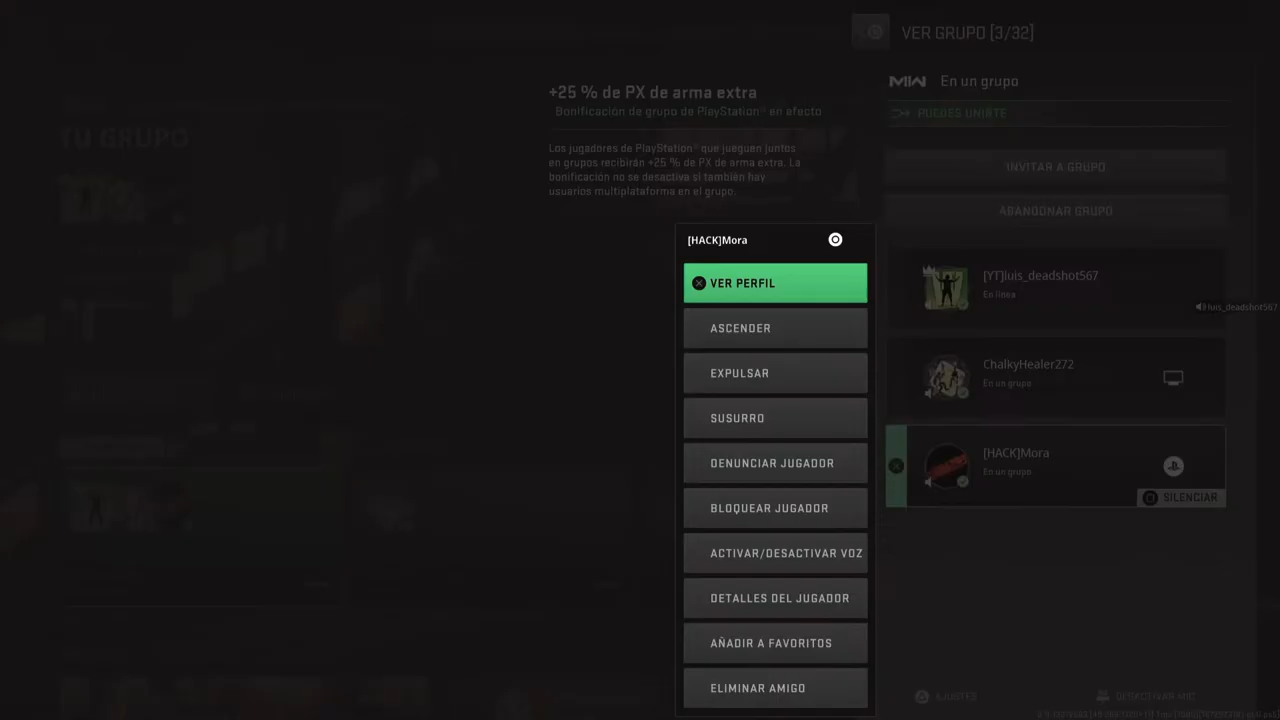 VER GRUPO [3/32]
+25 % de PX de arma extra
Bonificación de grupo de PlayStation® en efecto
Los jugadores de PlayStation® que jueguen juntos
en grupos recibirán +25 % de PX de arma extra. La
bonificación no se desactiva si también hay
usuarios multiplataforma en el grupo.
TU GRUPO
MW En un grupo
PUEDES UNIRTE
INVITAR A GRUPO
ABANDONAR GRUPO
[YT]luis_deadshot567
En línea
luis_deadshot567
ChalkyHealer272
En un grupo
[HACK]Mora
En un grupo
SILENCIAR
[HACK]Mora
VER PERFIL
ASCENDER
EXPULSAR
SUSURRO
DENUNCIAR JUGADOR
BLOQUEAR JUGADOR
ACTIVAR/DESACTIVAR VOZ
DETALLES DEL JUGADOR
AÑADIR A FAVORITOS
ELIMINAR AMIGO
AJUSTES
DESACTIVAR MIC